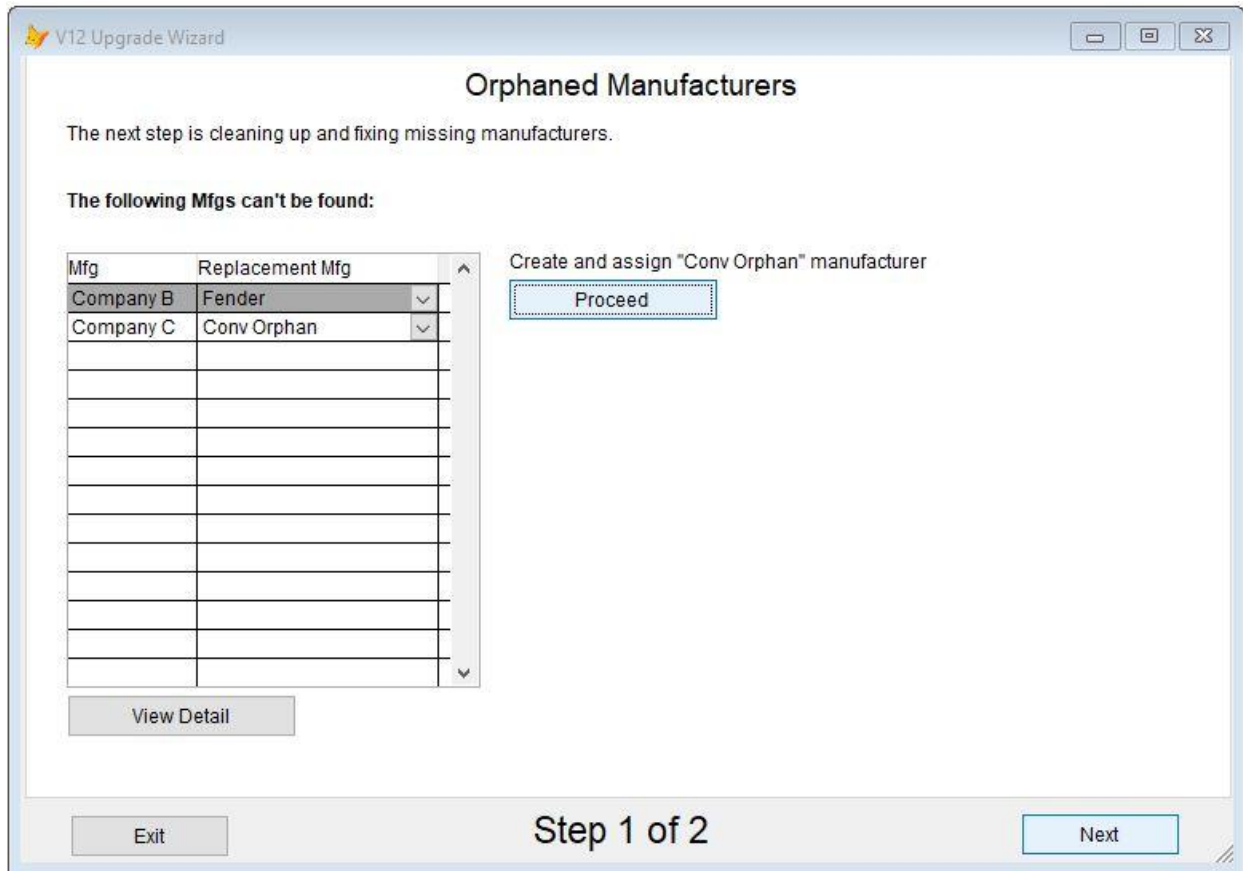 V12 Upgrade Wizard
Orphaned Manufacturers
The next step is cleaning up and fixing missing manufacturers.
The following Mfgs can't be found:
Mfg Replacement Mfg
Company B Fender
Company C Conv Orphan
Create and assign "Conv Orphan" manufacturer
Proceed
View Detail
Exit
Step 1 of 2
Next